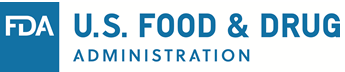 FDA U.S. FOOD & DRUG
ADMINISTRATION